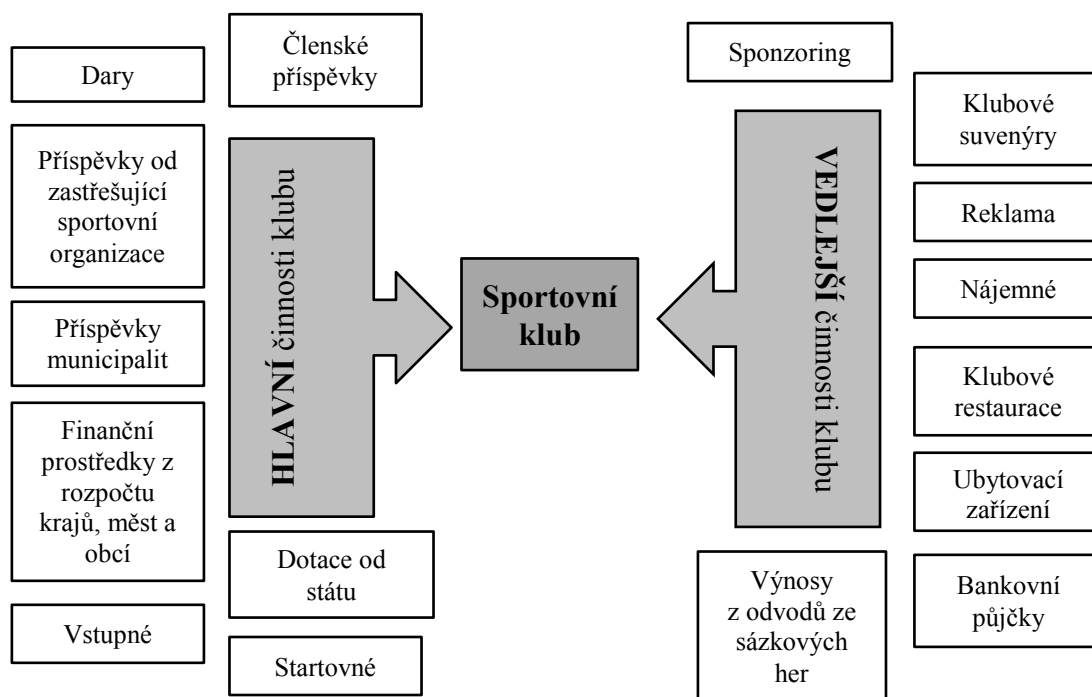 Dary
Členské
příspěvky
Příspěvky od
zastřešující
sportovní
organizace
Příspěvky
municipalit
Finanční
prostředky z
rozpočtu
krajů, měst a
obcí
Vstupné
Dotace od
státu
Startovné
HLAVNÍ činnosti klubu
Sportovní
klub
VEDLEJŠÍ činnosti klubu
Sponzoring
Klubové
suvenýry
Reklama
Nájemné
Klubové
restaurace
Ubytovací
zařízení
Bankovní
půjčky
Výnosy
z odvodů ze
sázkových
her